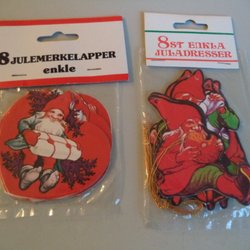 8 JULEMERKELAPPER
enkle
8ST ENKLA
JULADRESSER